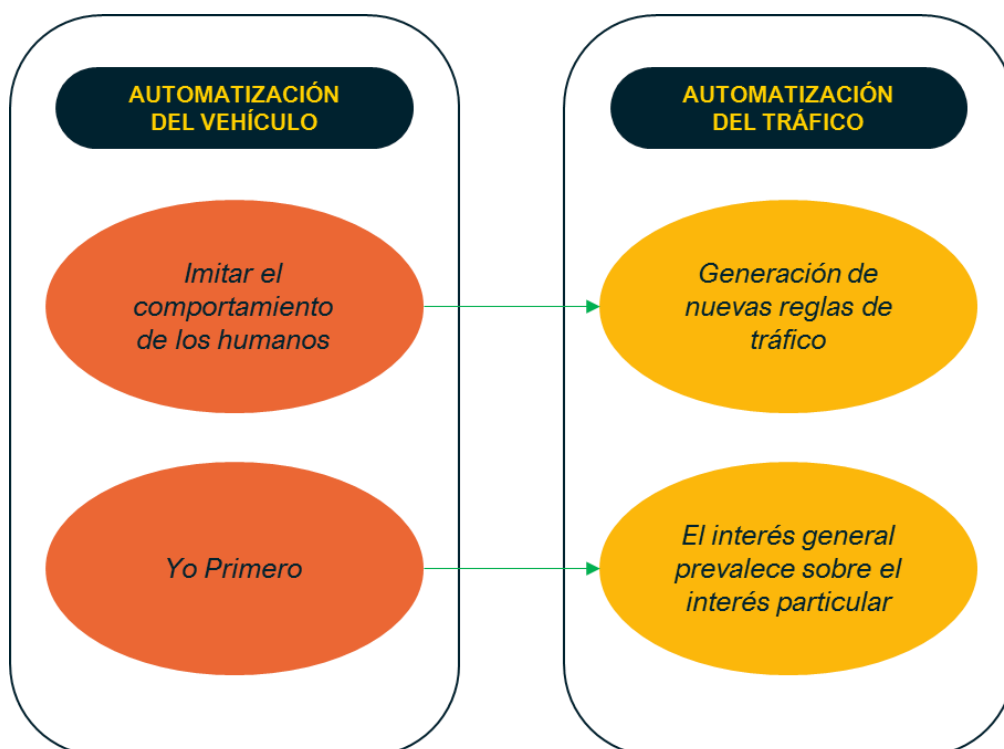 AUTOMATIZACIÓN
DEL VEHÍCULO
AUTOMATIZACIÓN
DEL TRÁFICO
Imitar el
comportamiento
de los humanos
Generación de
nuevas reglas de
tráfico
Yo Primero
El interés general
prevalece sobre el
interés particular